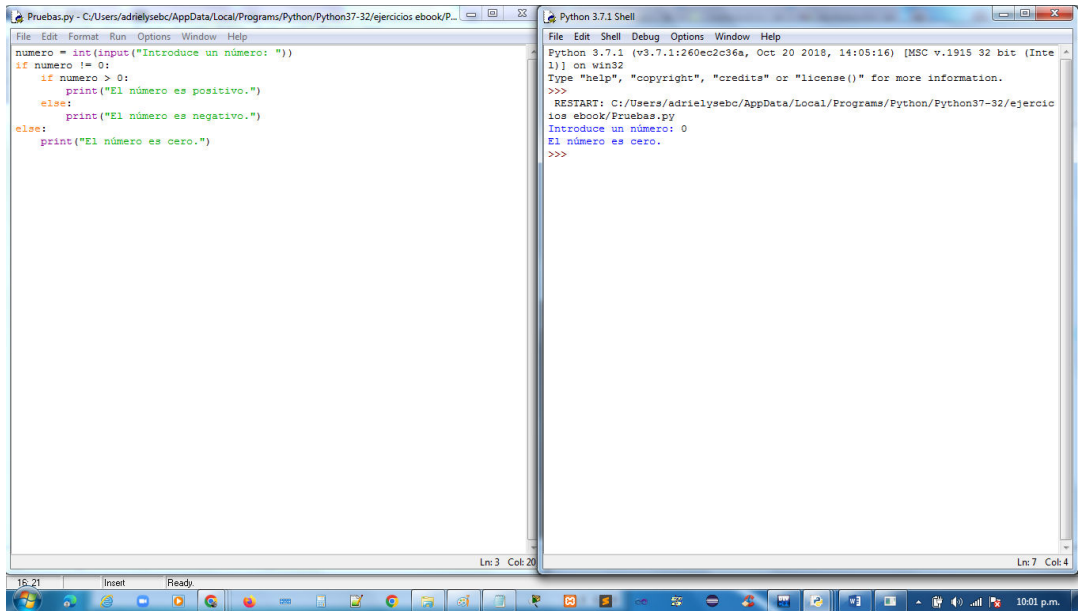 Pruebas.py - C:/Users/adrielysebc/AppData/Local/Programs/Python/Python37-32/ejercicios ebook/P...
File Edit Format Run Options Window Help
numero = int(input("Introduce un número: "))
if numero != 0:
    if numero > 0:
        print("El número es positivo.")
    else:
        print("El número es negativo.")
else:
    print("El número es cero.")
Ln: 3 Col: 20
Python 3.7.1 Shell
File Edit Shell Debug Options Window Help
Python 3.7.1 (v3.7.1:260ec2c36a, Oct 20 2018, 14:05:16) [MSC v.1915 32 bit (Inte
l)] on win32
Type "help", "copyright", "credits" or "license()" for more information.
>>>
 RESTART: C:/Users/adrielysebc/AppData/Local/Programs/Python/Python37-32/ejercic
ios ebook/Pruebas.py
Introduce un número: 0
El número es cero.
>>>
Ln: 7 Col: 4
16:21 Insert Ready.
10:01 p.m.